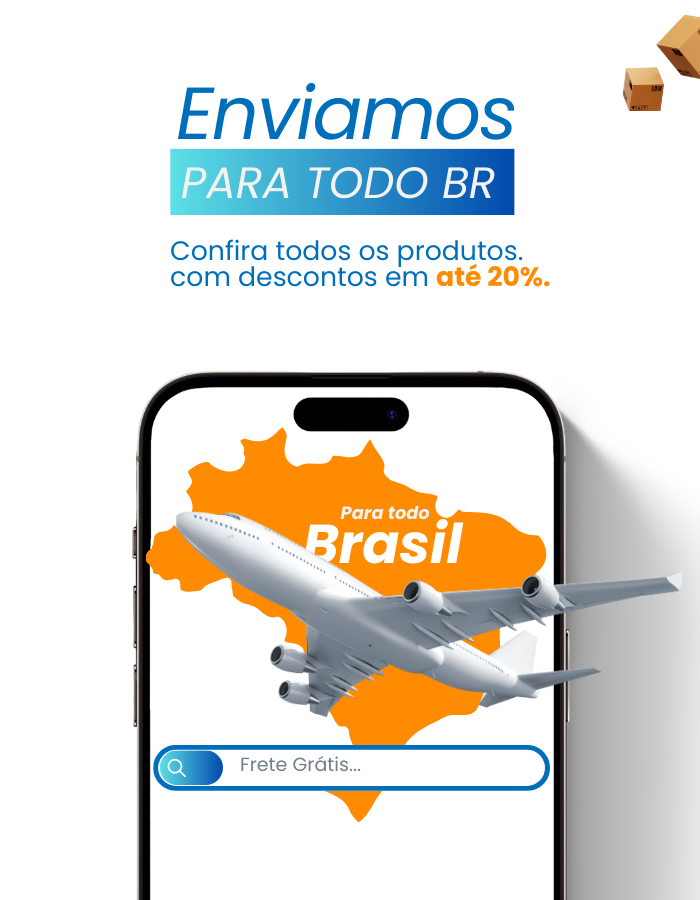 Enviamos
PARA TODO BR
Confira todos os produtos.
com descontos em até 20%.
Para todo
Brasil
Frete Grátis...